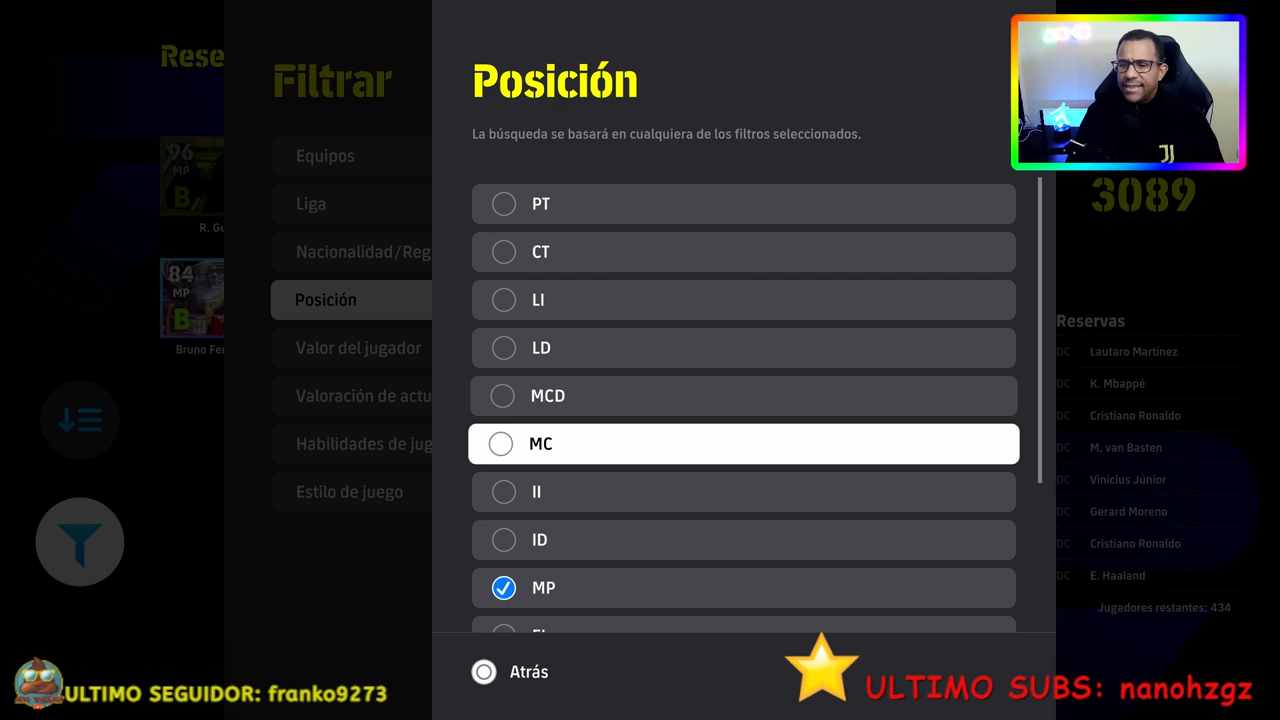 Rese
96
MP
B
R. Gu
84
MP
B
Bruno Fer
Filtrar
Equipos
Liga
Nacionalidad/Reg
Posición
Valor del jugador
Valoración de actu
Habilidades de jug
Estilo de juego
Posición
La búsqueda se basará en cualquiera de los filtros seleccionados.
PT
CT
LI
LD
MCD
MC
II
ID
MP
Atrás
3089
Reservas
DC Lautaro Martínez
DC K. Mbappé
DC Cristiano Ronaldo
DC M. van Basten
DC Vinícius Júnior
DC Gerard Moreno
DC Cristiano Ronaldo
DC E. Haaland
Jugadores restantes: 434
ULTIMO SEGUIDOR: franko9273
ULTIMO SUBS: nanohzgz